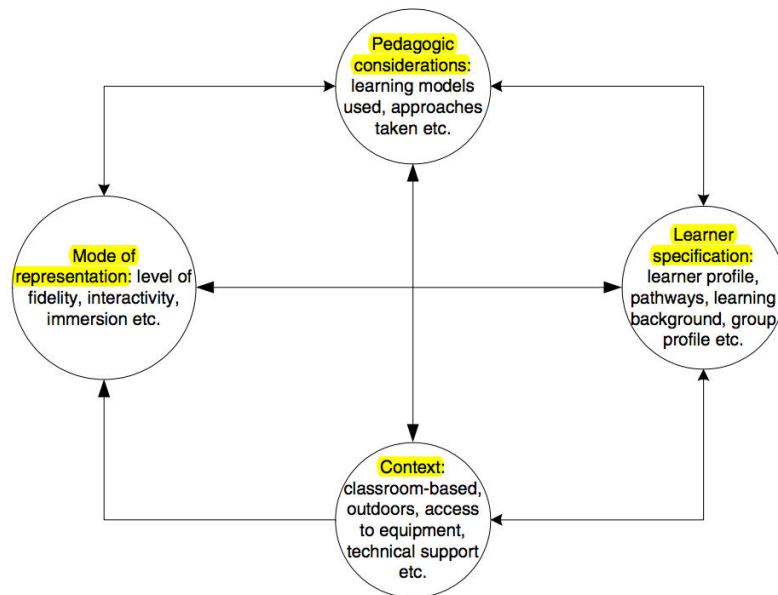 Pedagogic
considerations:
learning models
used, approaches
taken etc.
Mode of
representation: level of
fidelity, interactivity,
immersion etc.
Learner
specification:
learner profile,
pathways, learning
background, group
profile etc.
Context:
classroom-based,
outdoors, access
to equipment,
technical support
etc.